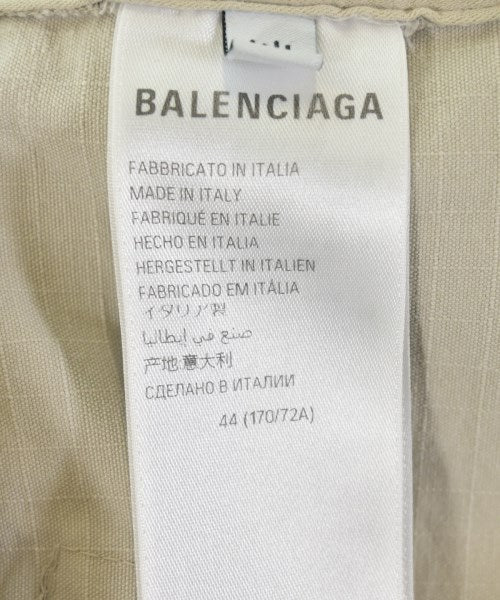 BALENCIAGA
FABBRICATO IN ITALIA
MADE IN ITALY
FABRIQUÉ EN ITALIE
HECHO EN ITALIA
HERGESTELLT IN ITALIEN
FABRICADO EM ITÁLIA
イタリア製
صنع في إيطاليا
产地:意大利
СДЕЛАНО В ИТАЛИИ
44 (170/72A)